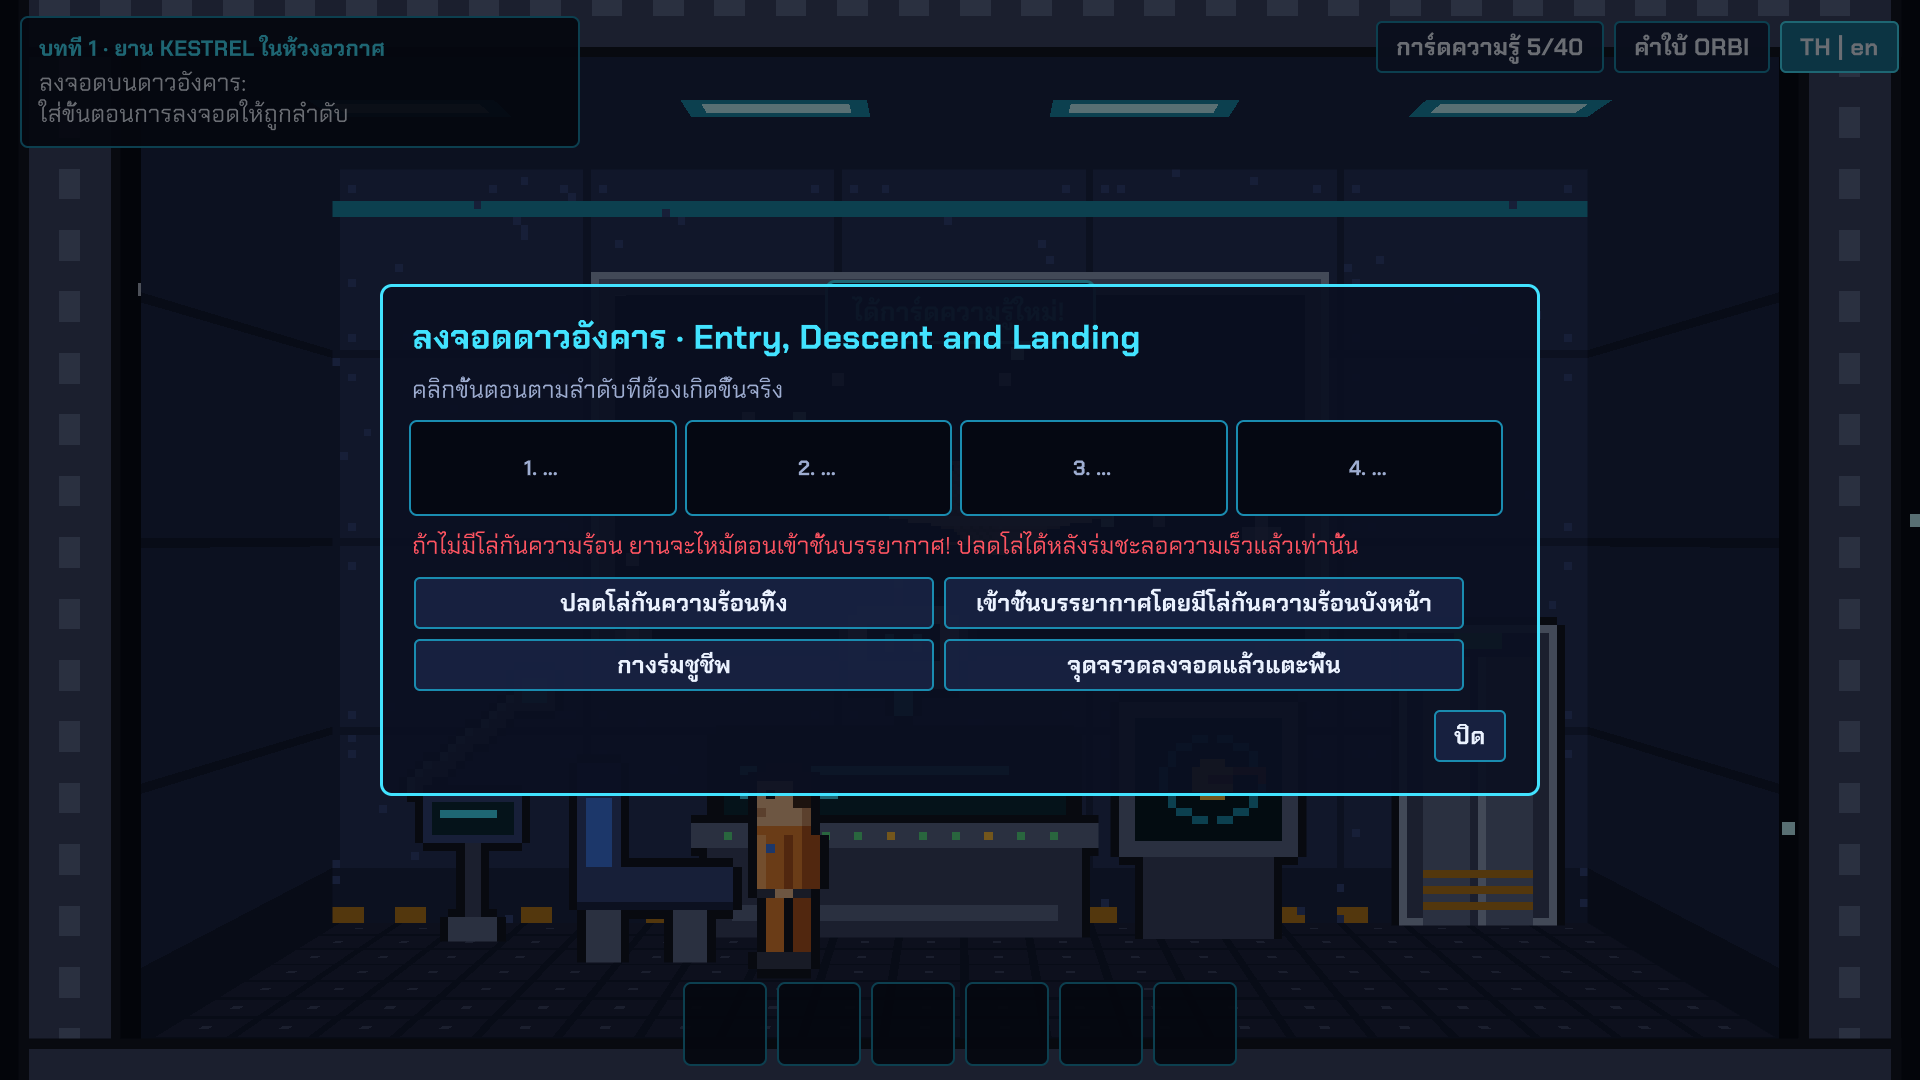 บทที่ 1 · ยาน KESTREL ในห้วงอวกาศ
ลงจอดบนดาวอังคาร:
ใส่ขั้นตอนการลงจอดให้ถูกลำดับ
การ์ดความรู้ 5/40
คำใบ้ ORBI
TH | en
ได้การ์ดความรู้ใหม่!
ลงจอดดาวอังคาร · Entry, Descent and Landing
คลิกขั้นตอนตามลำดับที่ต้องเกิดขึ้นจริง
1. ...
2. ...
3. ...
4. ...
ถ้าไม่มีโล่กันความร้อน ยานจะไหม้ตอนเข้าชั้นบรรยากาศ! ปลดโล่ได้หลังร่มชะลอความเร็วแล้วเท่านั้น
ปลดโล่กันความร้อนทิ้ง
เข้าชั้นบรรยากาศโดยมีโล่กันความร้อนบังหน้า
กางร่มชูชีพ
จุดจรวดลงจอดแล้วแตะพื้น
ปิด